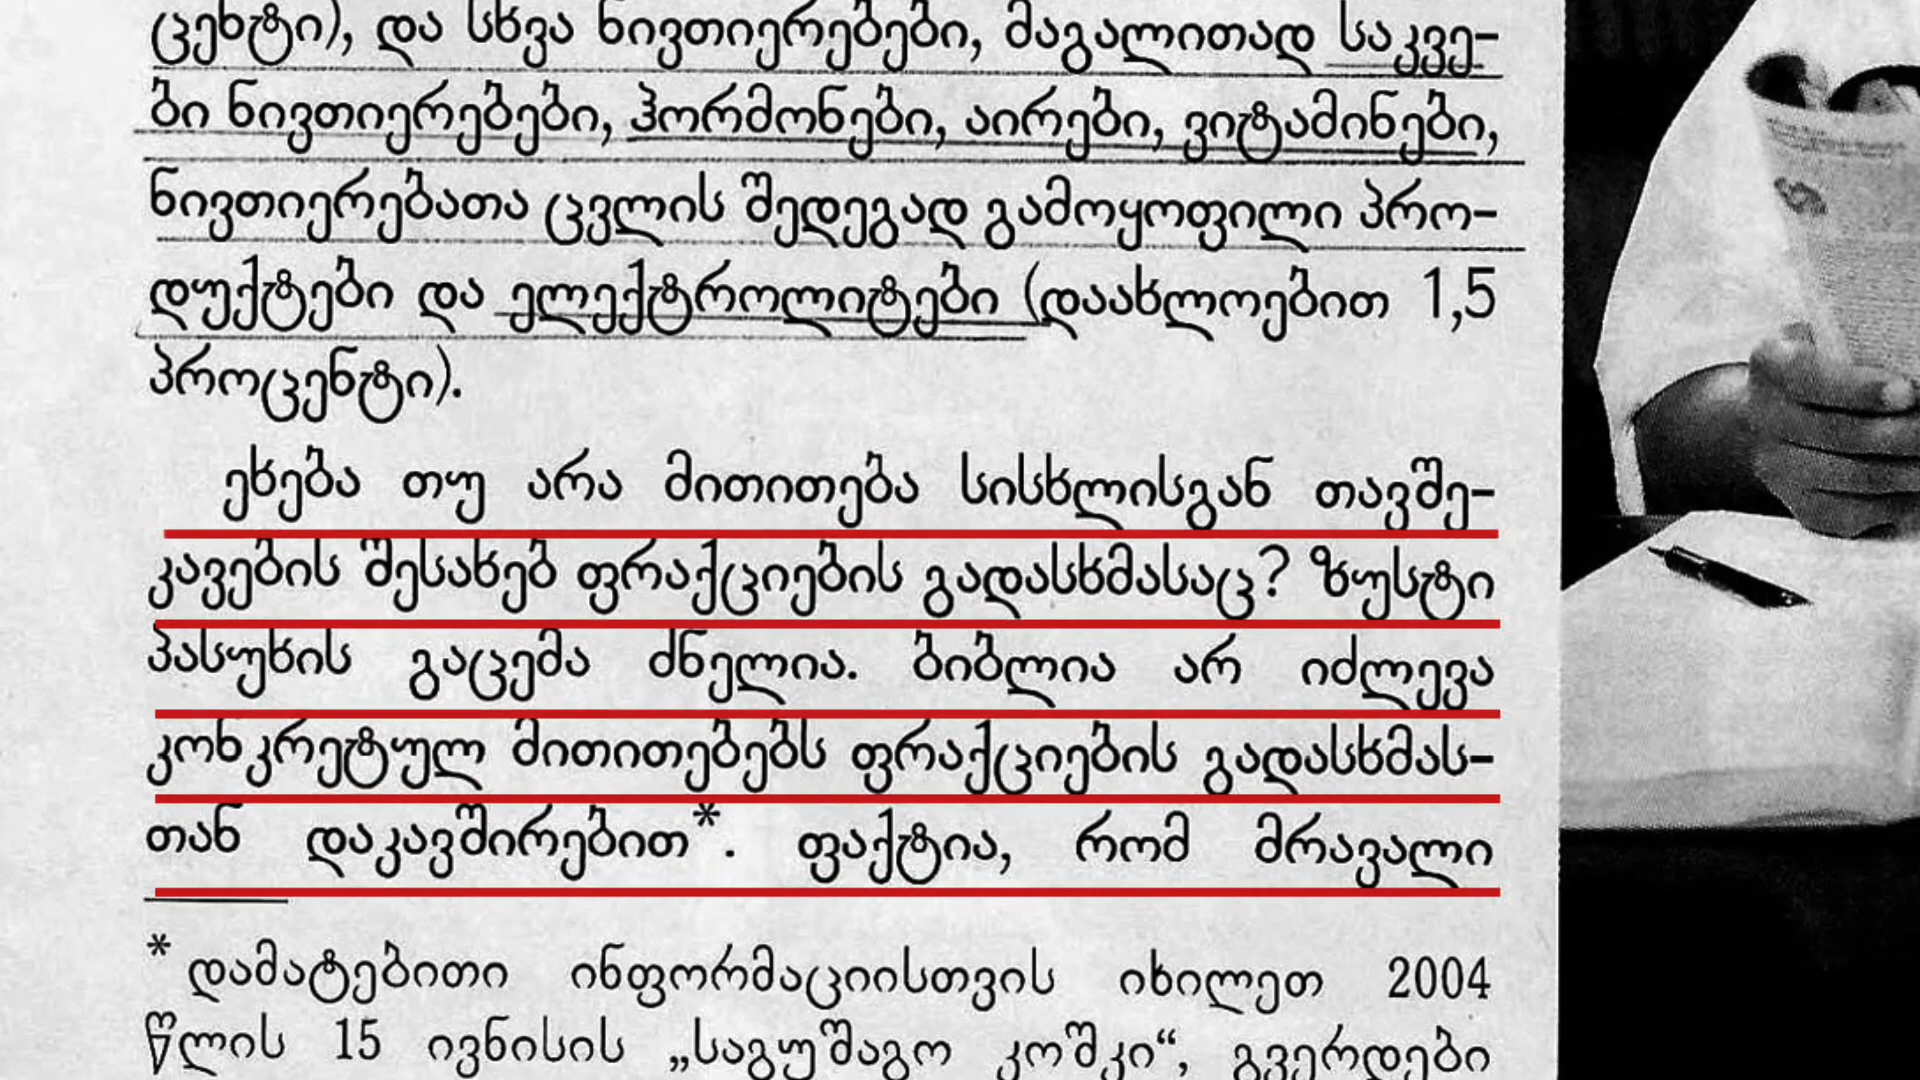 ცენტი), და სხვა ნივთიერებები, მაგალითად საკვე-
ბი ნივთიერებები, ჰორმონები, აირები, ვიტამინები,
ნივთიერებათა ცვლის შედეგად გამოყოფილი პრო-
დუქტები და ელექტროლიტები (დაახლოებით 1,5
პროცენტი).
ეხება თუ არა მითითება სისხლისგან თავშე-
კავების შესახებ ფრაქციების გადასხმასაც? ზუსტი
პასუხის გაცემა ძნელია. ბიბლია არ იძლევა
კონკრეტულ მითითებებს ფრაქციების გადასხმას-
თან დაკავშირებით*. ფაქტია, რომ მრავალი
* დამატებითი ინფორმაციისთვის იხილეთ 2004
წლის 15 ივნისის „საგუშაგო კოშკი“, გვერდები